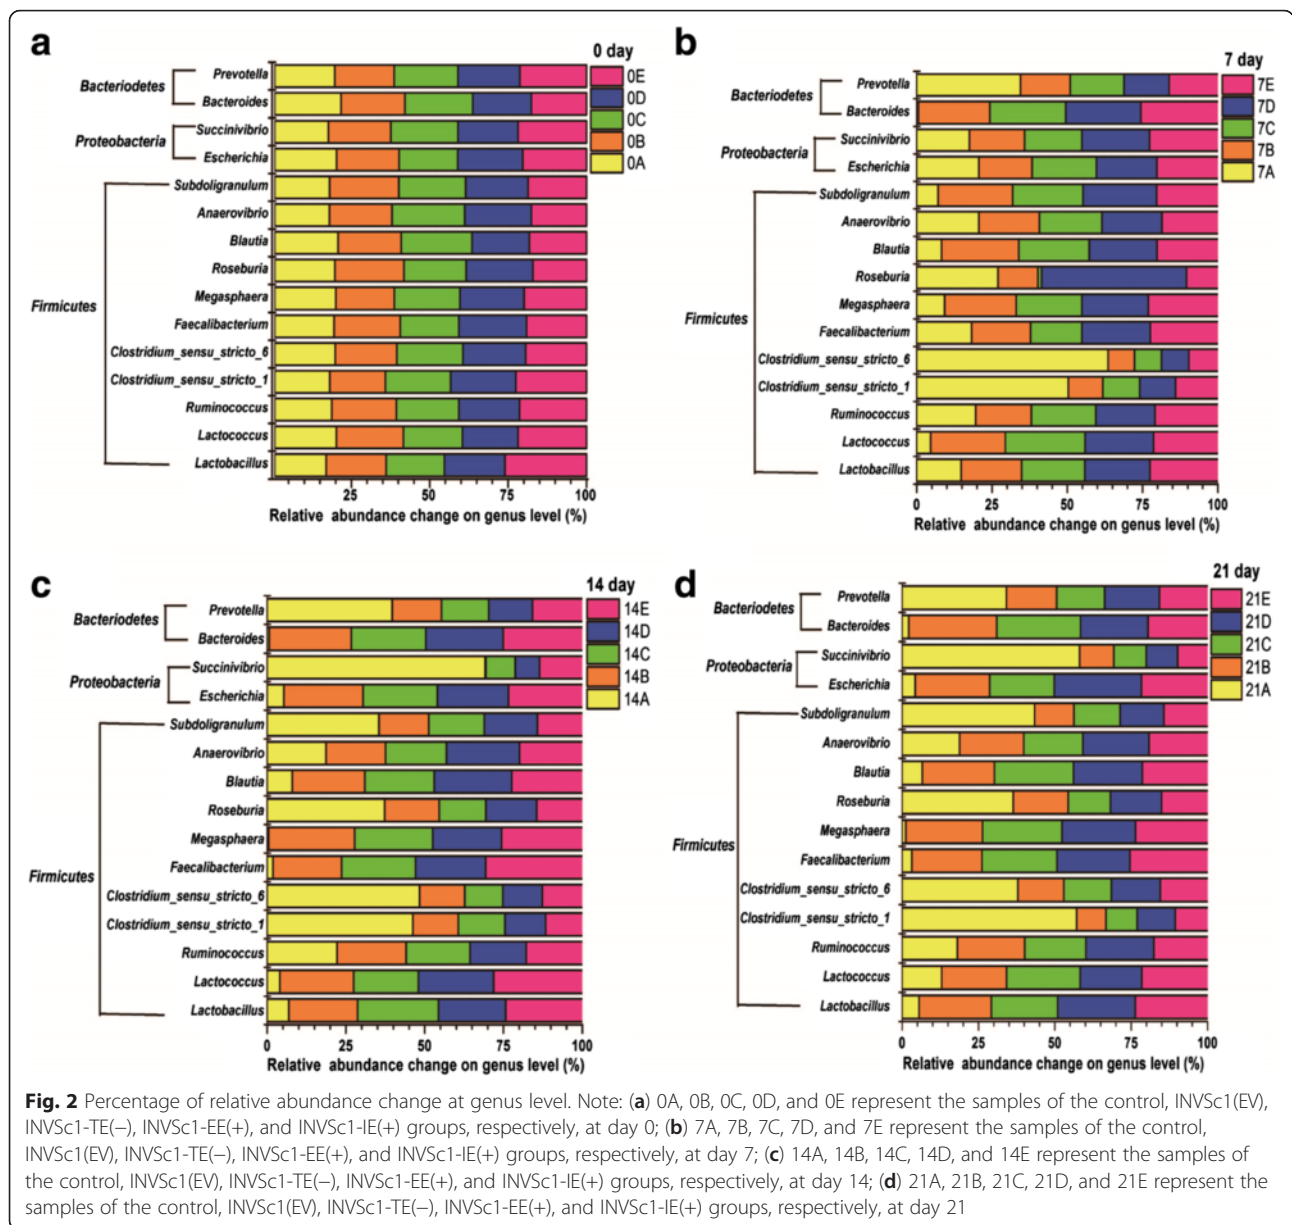 a
0 day
Bacteriodetes
Prevotella
Bacteroides
Proteobacteria
Succinivibrio
Escherichia
Firmicutes
Subdoligranulum
Anaerovibrio
Blautia
Roseburia
Megasphaera
Faecalibacterium
Clostridium_sensu_stricto_6
Clostridium_sensu_stricto_1
Ruminococcus
Lactococcus
Lactobacillus
0E
0D
0C
0B
0A
25 50 75 100
Relative abundance change on genus level (%)
b
7 day
Bacteriodetes
Prevotella
Bacteroides
Proteobacteria
Succinivibrio
Escherichia
Firmicutes
Subdoligranulum
Anaerovibrio
Blautia
Roseburia
Megasphaera
Faecalibacterium
Clostridium_sensu_stricto_6
Clostridium_sensu_stricto_1
Ruminococcus
Lactococcus
Lactobacillus
7E
7D
7C
7B
7A
0 25 50 75 100
Relative abundance change on genus level (%)
c
14 day
Bacteriodetes
Prevotella
Bacteroides
Proteobacteria
Succinivibrio
Escherichia
Firmicutes
Subdoligranulum
Anaerovibrio
Blautia
Roseburia
Megasphaera
Faecalibacterium
Clostridium_sensu_stricto_6
Clostridium_sensu_stricto_1
Ruminococcus
Lactococcus
Lactobacillus
14E
14D
14C
14B
14A
0 25 50 75 100
Relative abundance change on genus level (%)
d
21 day
Bacteriodetes
Prevotella
Bacteroides
Proteobacteria
Succinivibrio
Escherichia
Firmicutes
Subdoligranulum
Anaerovibrio
Blautia
Roseburia
Megasphaera
Faecalibacterium
Clostridium_sensu_stricto_6
Clostridium_sensu_stricto_1
Ruminococcus
Lactococcus
Lactobacillus
21E
21D
21C
21B
21A
0 25 50 75 100
Relative abundance change on genus level (%)
Fig. 2 Percentage of relative abundance change at genus level. Note: (a) 0A, 0B, 0C, 0D, and 0E represent the samples of the control, INVSc1(EV),
INVSc1-TE(−), INVSc1-EE(+), and INVSc1-IE(+) groups, respectively, at day 0; (b) 7A, 7B, 7C, 7D, and 7E represent the samples of the control,
INVSc1(EV), INVSc1-TE(−), INVSc1-EE(+), and INVSc1-IE(+) groups, respectively, at day 7; (c) 14A, 14B, 14C, 14D, and 14E represent the samples of
the control, INVSc1(EV), INVSc1-TE(−), INVSc1-EE(+), and INVSc1-IE(+) groups, respectively, at day 14; (d) 21A, 21B, 21C, 21D, and 21E represent the
samples of the control, INVSc1(EV), INVSc1-TE(−), INVSc1-EE(+), and INVSc1-IE(+) groups, respectively, at day 21